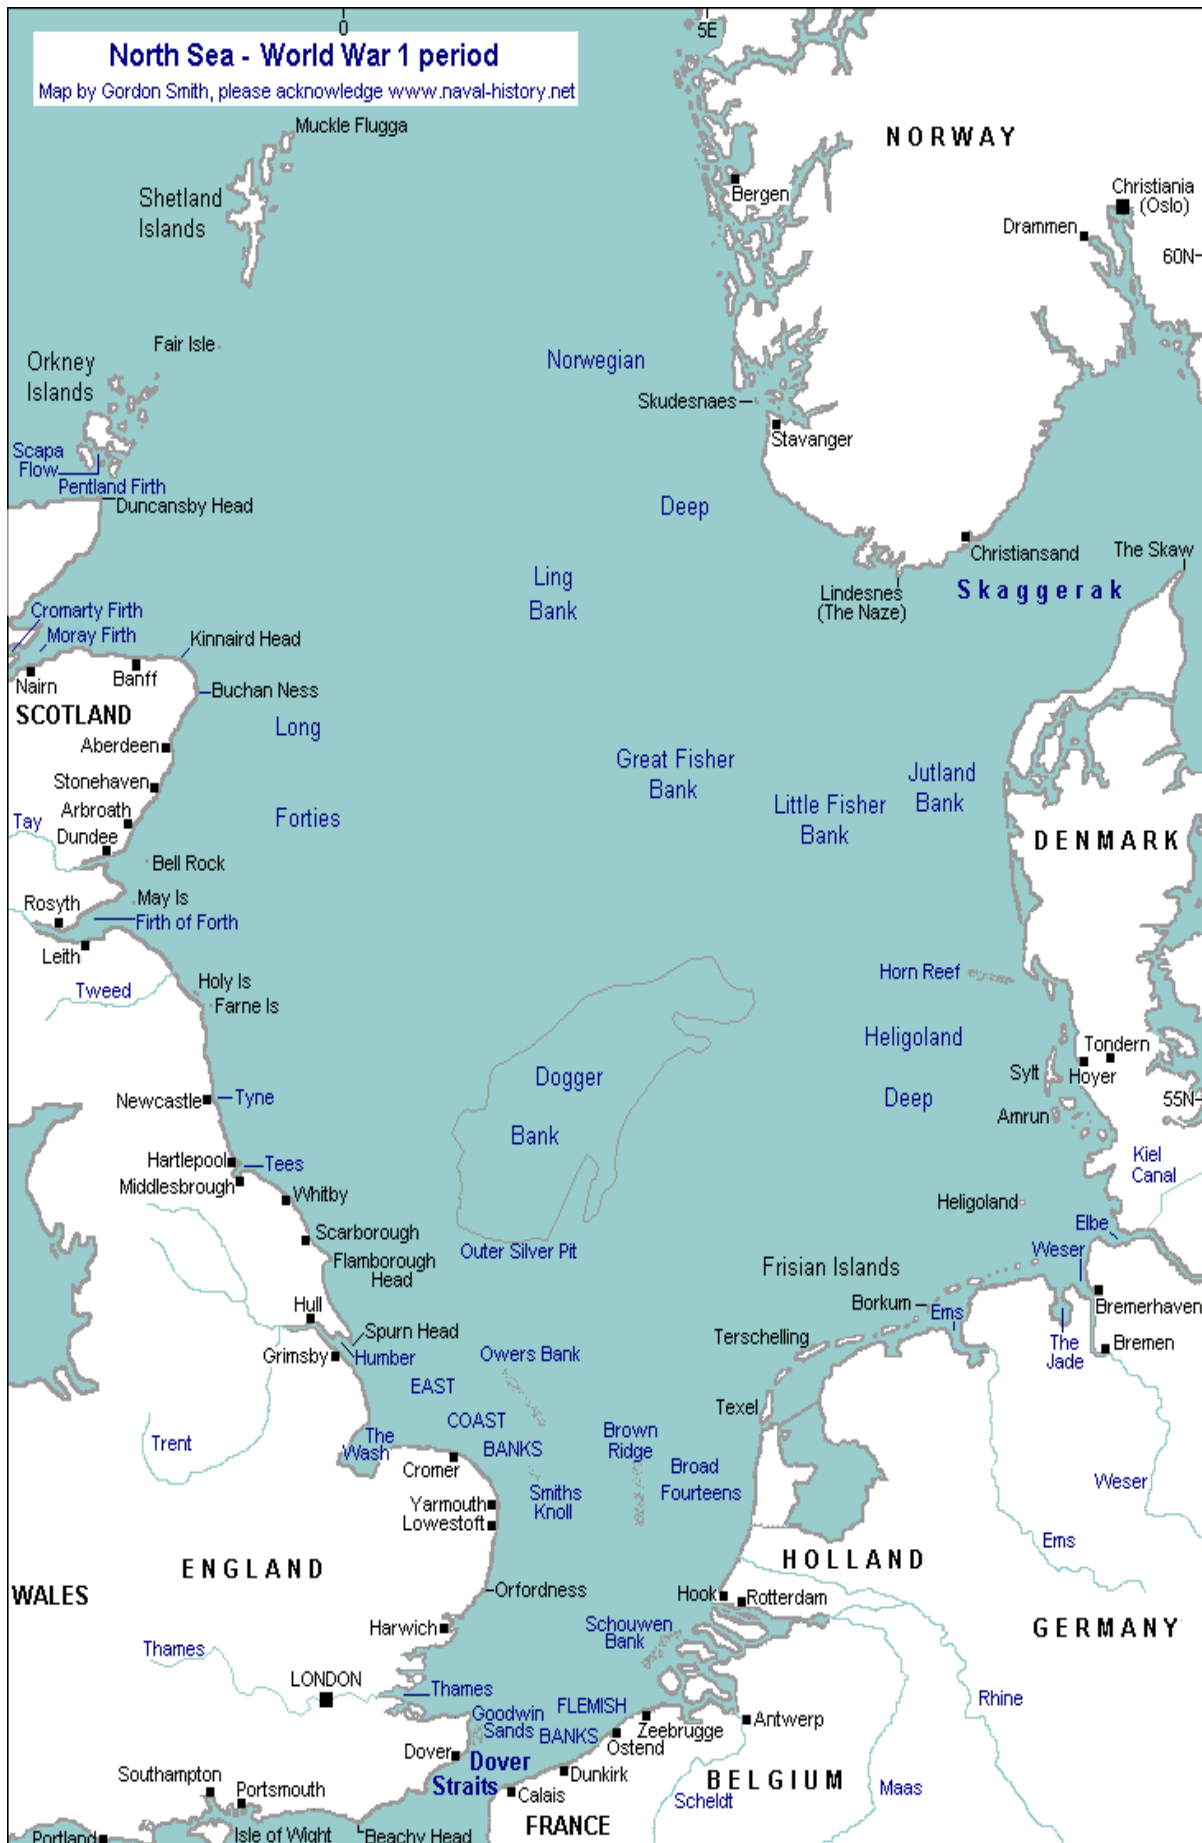 0
5E
North Sea - World War 1 period
Map by Gordon Smith, please acknowledge www.naval-history.net
Muckle Flugga
NORWAY
Shetland
Islands
Bergen
Christiania
(Oslo)
Drammen
60N
Fair Isle
Orkney
Islands
Norwegian
Skudesnaes
Stavanger
Scapa
Flow
Pentland Firth
Duncansby Head
Deep
Christiansand
The Skaw
Ling
Bank
Lindesnes
(The Naze)
Skaggerak
Cromarty Firth
Moray Firth
Kinnaird Head
Nairn
Banff
Buchan Ness
SCOTLAND
Long
Aberdeen
Great Fisher
Bank
Jutland
Bank
Stonehaven
Arbroath
Little Fisher
Bank
Tay
Forties
Dundee
DENMARK
Bell Rock
May Is
Rosyth
Firth of Forth
Leith
Horn Reef
Tweed
Holy Is
Farne Is
Heligoland
Tondern
Dogger
Sylt
Hoyer
Newcastle
Tyne
Deep
55N
Amrun
Bank
Hartlepool
Tees
Kiel
Canal
Middlesbrough
Whitby
Heligoland
Scarborough
Elbe
Flamborough
Head
Outer Silver Pit
Weser
Frisian Islands
Hull
Borkum
Ems
Bremerhaven
Spurn Head
Terschelling
The
Jade
Bremen
Grimsby
Humber
Owers Bank
EAST
Texel
COAST
Trent
The
Wash
BANKS
Brown
Ridge
Cromer
Broad
Fourteens
Weser
Yarmouth
Smiths
Knoll
Lowestoft
Ems
ENGLAND
HOLLAND
WALES
Orfordness
Hook
Rotterdam
Harwich
Schouwen
Bank
GERMANY
Thames
LONDON
Thames
Rhine
Goodwin
Sands
FLEMISH
BANKS
Zeebrugge
Antwerp
Ostend
Dover
Dover
Straits
Dunkirk
BELGIUM
Southampton
Portsmouth
Calais
Scheldt
Maas
FRANCE
Portland
Isle of Wight
Beachy Head